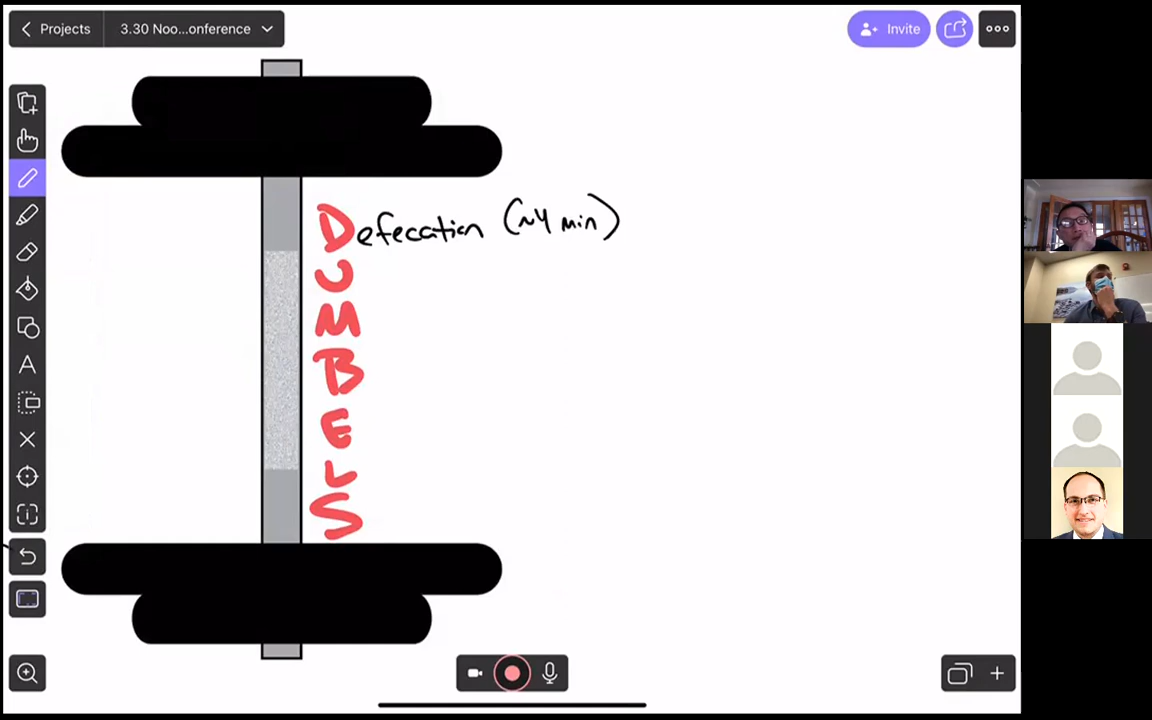 Projects
3.30 Noo...onference
Invite
Defecation (~4 min)
U
M
B
E
L
S
A